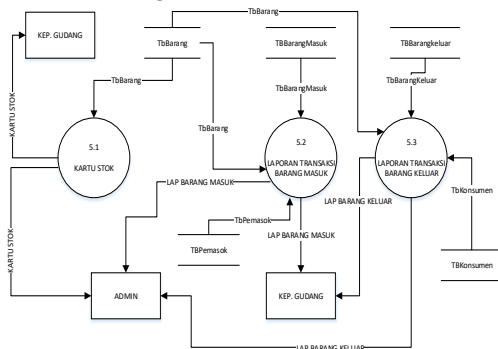 KEP. GUDANG
TbBarang
TbBarang
TBBarangMasuk
TBBarangkeluar
TbBarang
TbBarangMasuk
TbBarangKeluar
KARTU STOK
TbBarang
5.1
KARTU STOK
5.2
LAPORAN TRANSAKSI
BARANG MASUK
5.3
LAPORAN TRANSAKSI
BARANG KELUAR
LAP BARANG MASUK
LAP BARANG KELUAR
TbKonsumen
KARTU STOK
TbPemasok
TBPemasok
LAP BARANG MASUK
TBKonsumen
ADMIN
KEP. GUDANG
LAP BARANG KELUAR